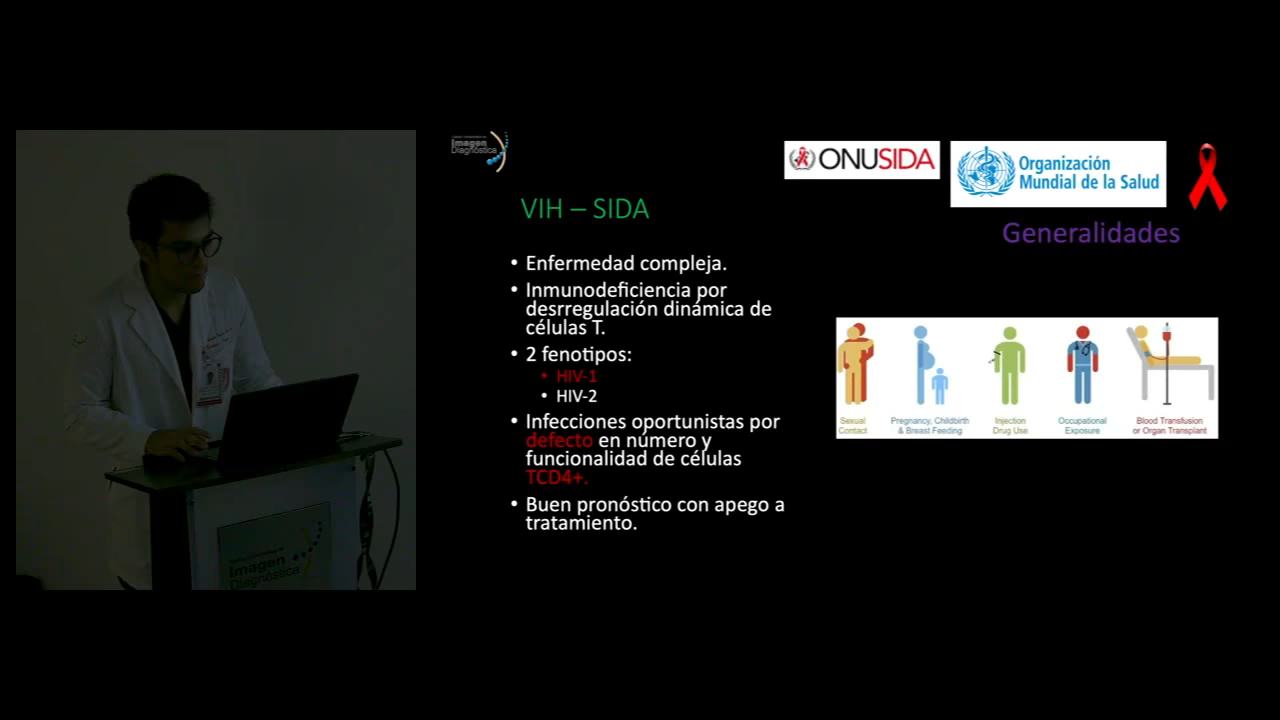 Imagen
Diagnóstica
ONUSIDA
Organización
Mundial de la Salud
VIH – SIDA
Generalidades
• Enfermedad compleja.
• Inmunodeficiencia por
desrregulación dinámica de
células T.
• 2 fenotipos:
• HIV-1
• HIV-2
• Infecciones oportunistas por
defecto en número y
funcionalidad de células
TCD4+.
• Buen pronóstico con apego a
tratamiento.
Sexual
Contact
Pregnancy, Childbirth
& Breast Feeding
Injection
Drug Use
Occupational
Exposure
Blood Transfusion
or Organ Transplant
Imagen
Diagnóstica